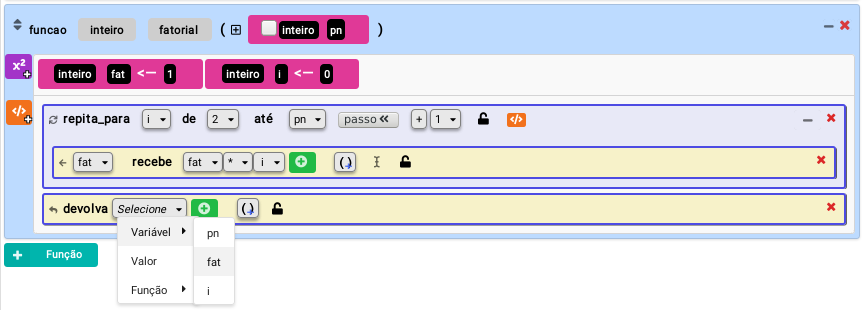 funcao inteiro fatorial ( inteiro pn )
x² inteiro fat <-- 1 inteiro i <-- 0
</> repita_para i de 2 até pn passo + 1 </>
fat recebe fat * i ()
devolva Selecione ()
Variável pn
Valor fat
Função i
+ Função